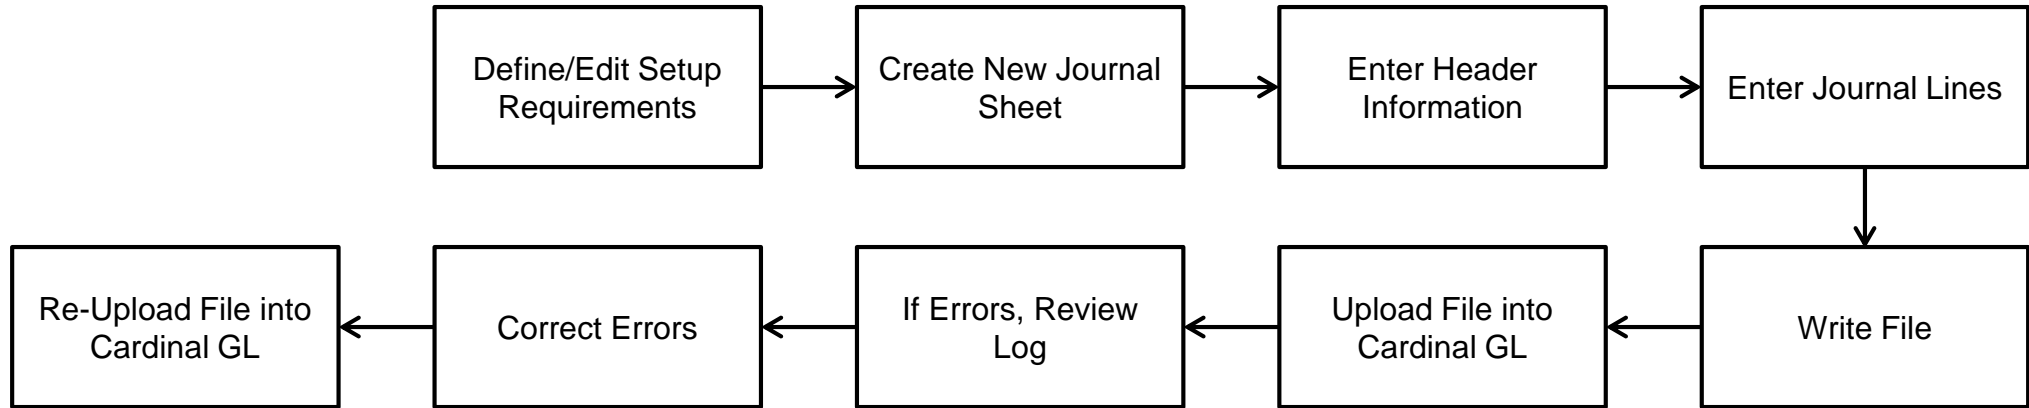 Define/Edit Setup
Requirements
Create New Journal
Sheet
Enter Header
Information
Enter Journal Lines
Write File
Upload File into
Cardinal GL
If Errors, Review
Log
Correct Errors
Re-Upload File into
Cardinal GL